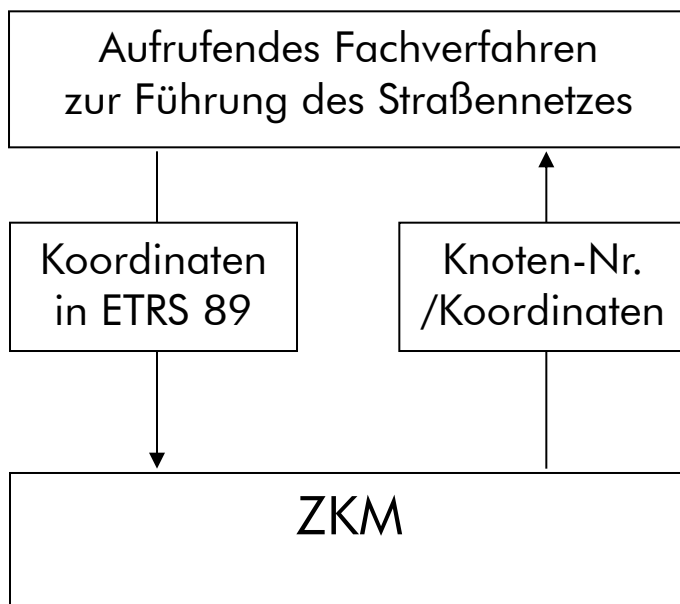 Aufrufendes Fachverfahren
zur Führung des Straßennetzes
Koordinaten
in ETRS 89
Knoten-Nr.
/Koordinaten
ZKM